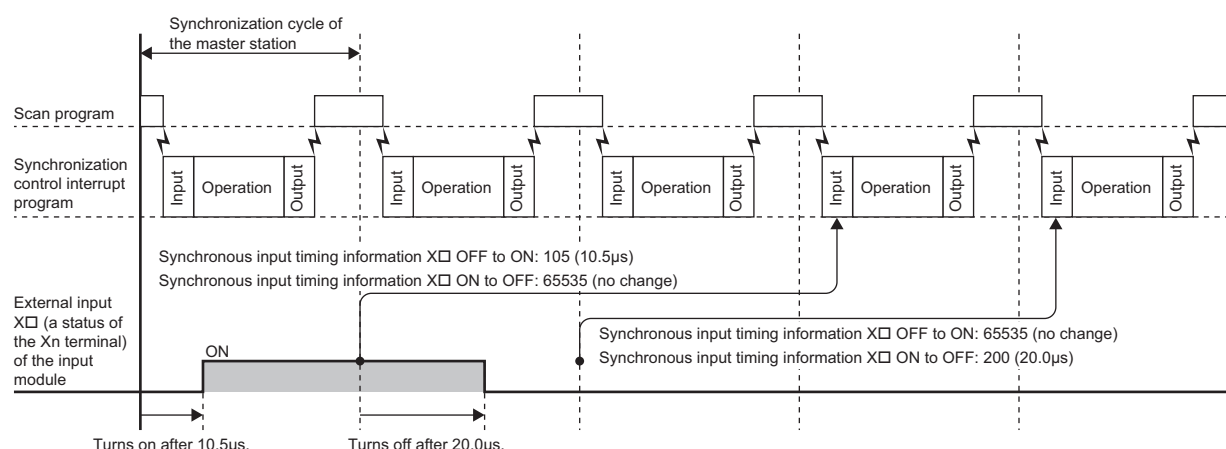 Synchronization cycle of
the master station
Scan program
Synchronization
control interrupt
program
Input
Operation
Output
Input
Operation
Output
Input
Operation
Output
Input
Operation
Output
Input
Operation
Output
Synchronous input timing information X□ OFF to ON: 105 (10.5µs)
Synchronous input timing information X□ ON to OFF: 65535 (no change)
External input
X□ (a status of
the Xn terminal)
of the input
module
ON
Synchronous input timing information X□ OFF to ON: 65535 (no change)
Synchronous input timing information X□ ON to OFF: 200 (20.0µs)
Turns on after 10.5µs.
Turns off after 20.0µs.